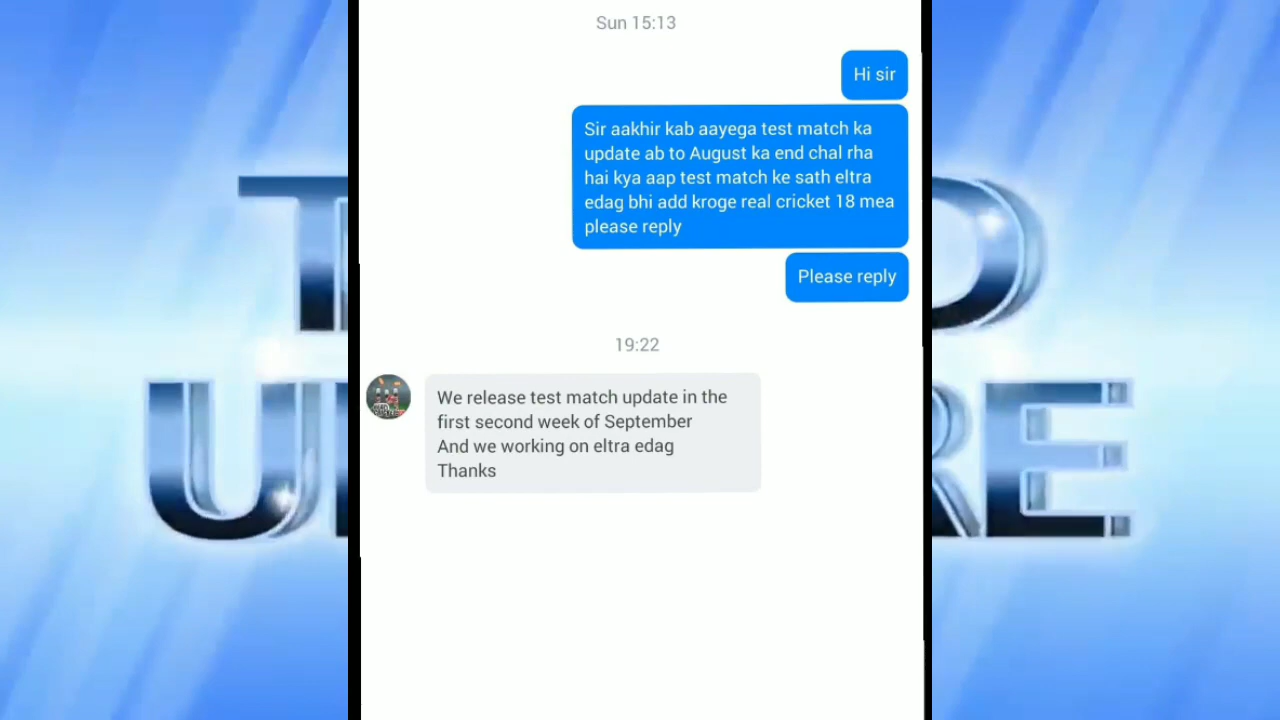 Sun 15:13
Hi sir
Sir aakhir kab aayega test match ka
update ab to August ka end chal rha
hai kya aap test match ke sath eltra
edag bhi add kroge real cricket 18 mea
please reply
Please reply
19:22
We release test match update in the
first second week of September
And we working on eltra edag
Thanks